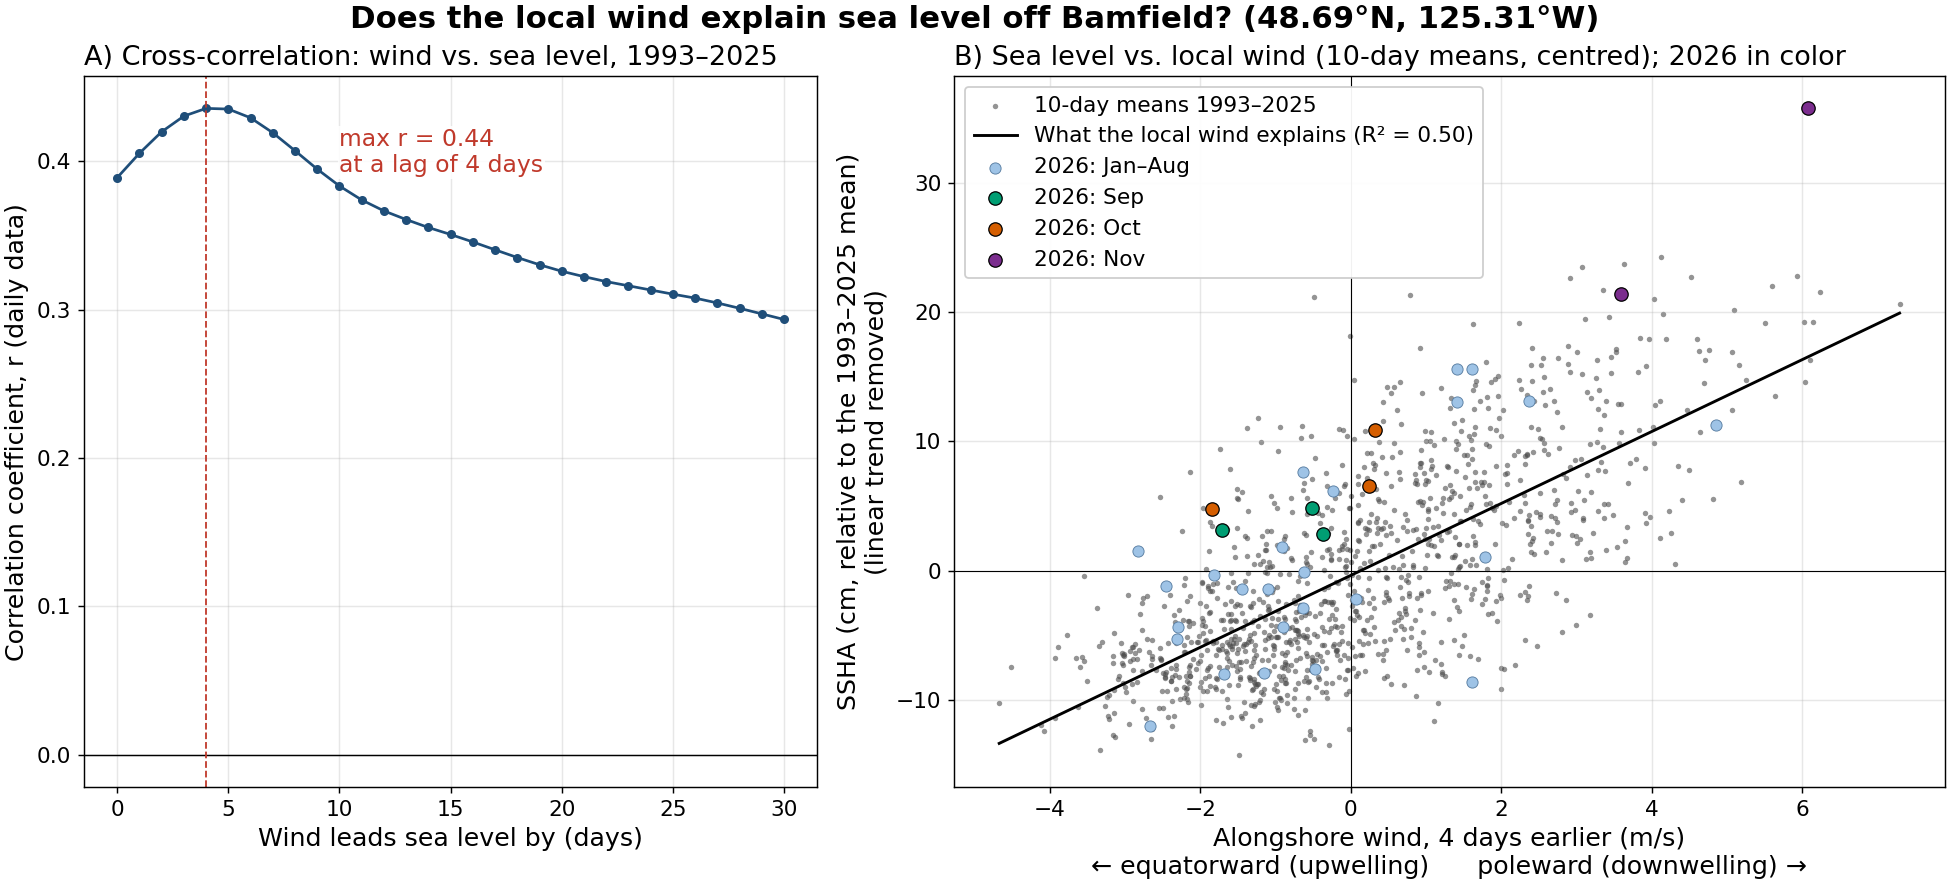 Does the local wind explain sea level off Bamfield? (48.69°N, 125.31°W)
A) Cross-correlation: wind vs. sea level, 1993–2025
Correlation coefficient, r (daily data)
0.4
0.3
0.2
0.1
0.0
max r = 0.44
at a lag of 4 days
0 5 10 15 20 25 30
Wind leads sea level by (days)
B) Sea level vs. local wind (10-day means, centred); 2026 in color
SSHA (cm, relative to the 1993–2025 mean)
(linear trend removed)
30
20
10
0
−10
10-day means 1993–2025
What the local wind explains (R² = 0.50)
2026: Jan–Aug
2026: Sep
2026: Oct
2026: Nov
−4 −2 0 2 4 6
Alongshore wind, 4 days earlier (m/s)
← equatorward (upwelling) poleward (downwelling) →